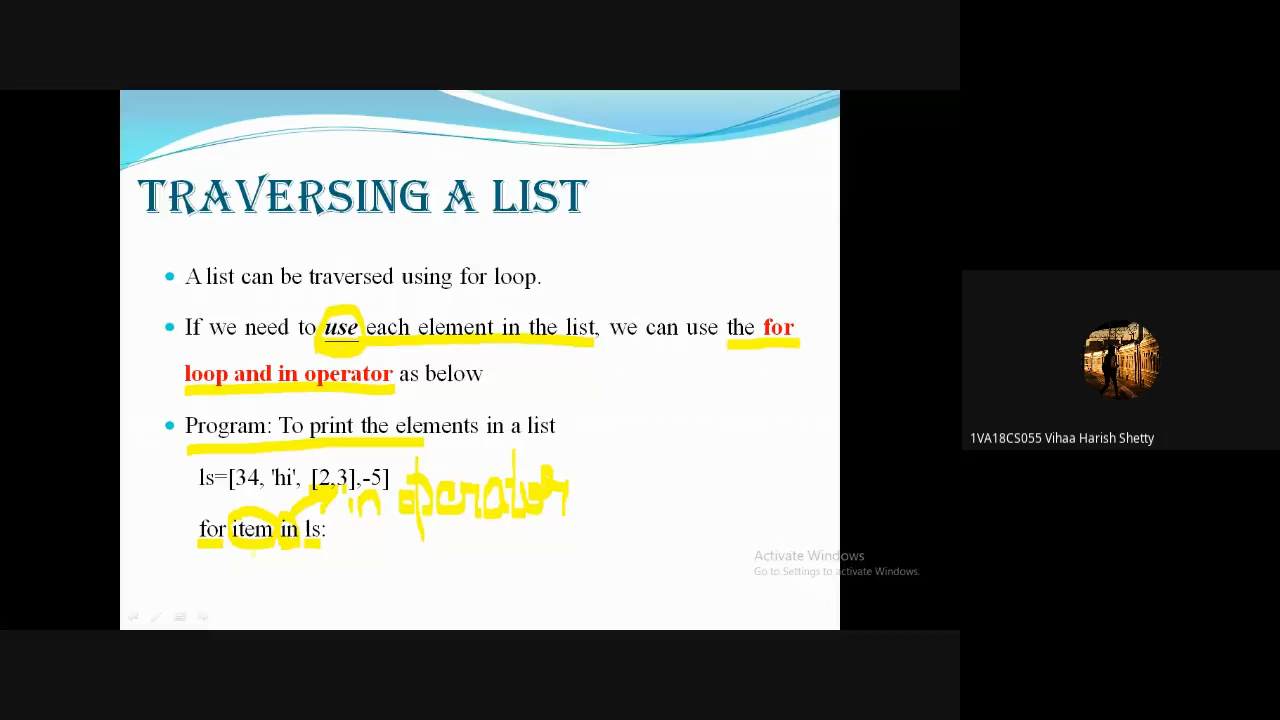 TRAVERSING A LIST
A list can be traversed using for loop.
If we need to use each element in the list, we can use the for
loop and in operator as below
Program: To print the elements in a list
ls=[34, 'hi', [2,3],-5]
in operator
for item in ls:
Activate Windows
Go to Settings to activate Windows.
1VA18CS055 Vihaa Harish Shetty